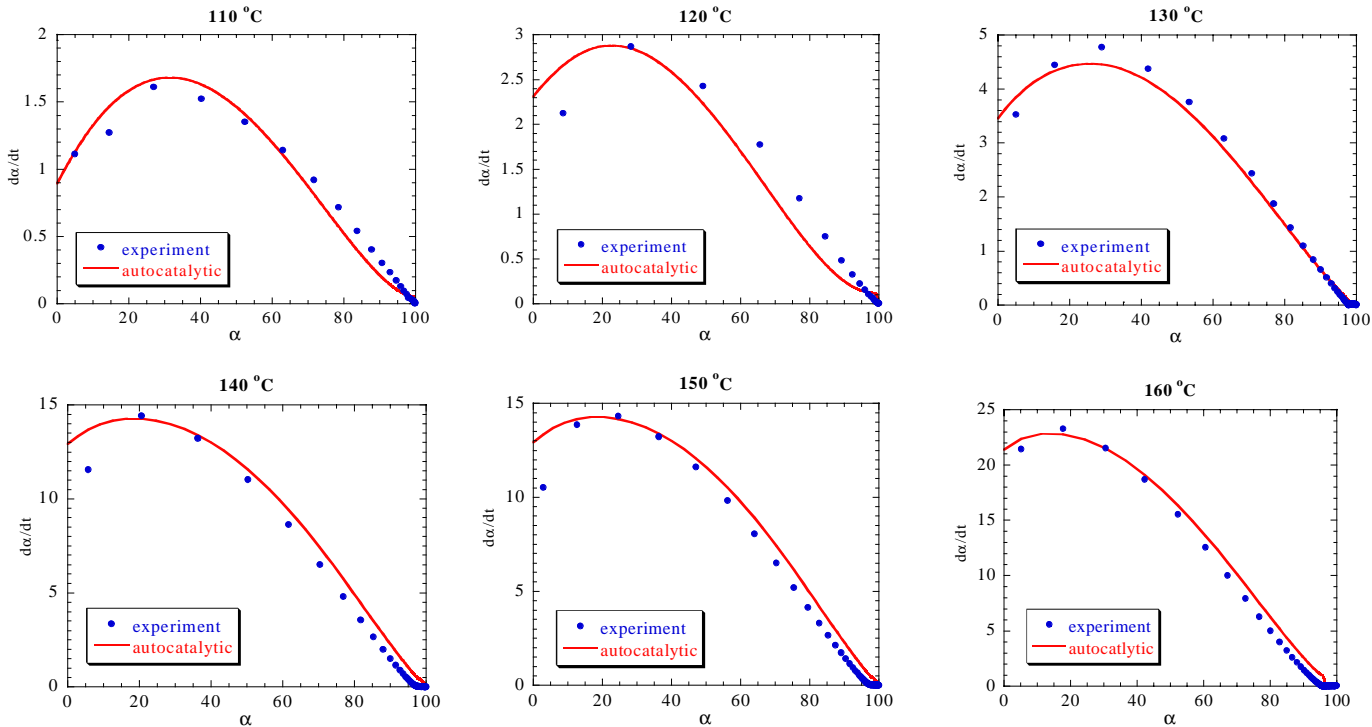 110 °C
2
1.5
1
0.5
0
dα/dt
experiment
autocatalytic
0 20 40 60 80 100
α
120 °C
3
2.5
2
1.5
1
0.5
0
dα/dt
experiment
autocatalytic
0 20 40 60 80 100
α
130 °C
5
4
3
2
1
0
dα/dt
experiment
autocatalytic
0 20 40 60 80 100
α
140 °C
15
10
5
0
dα/dt
experiment
autocatalytic
0 20 40 60 80 100
α
150 °C
15
10
5
0
dα/dt
experiment
autocatalytic
0 20 40 60 80 100
α
160 °C
25
20
15
10
5
0
dα/dt
experiment
autocatlytic
0 20 40 60 80 100
α